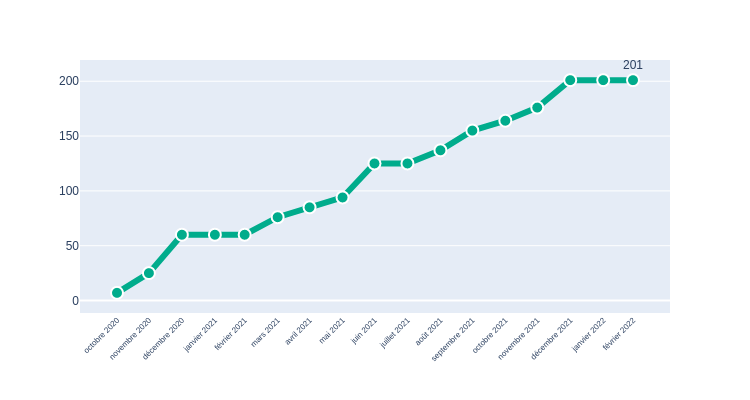 201
200
150
100
50
0
octobre 2020
novembre 2020
décembre 2020
janvier 2021
février 2021
mars 2021
avril 2021
mai 2021
juin 2021
juillet 2021
août 2021
septembre 2021
octobre 2021
novembre 2021
décembre 2021
janvier 2022
février 2022